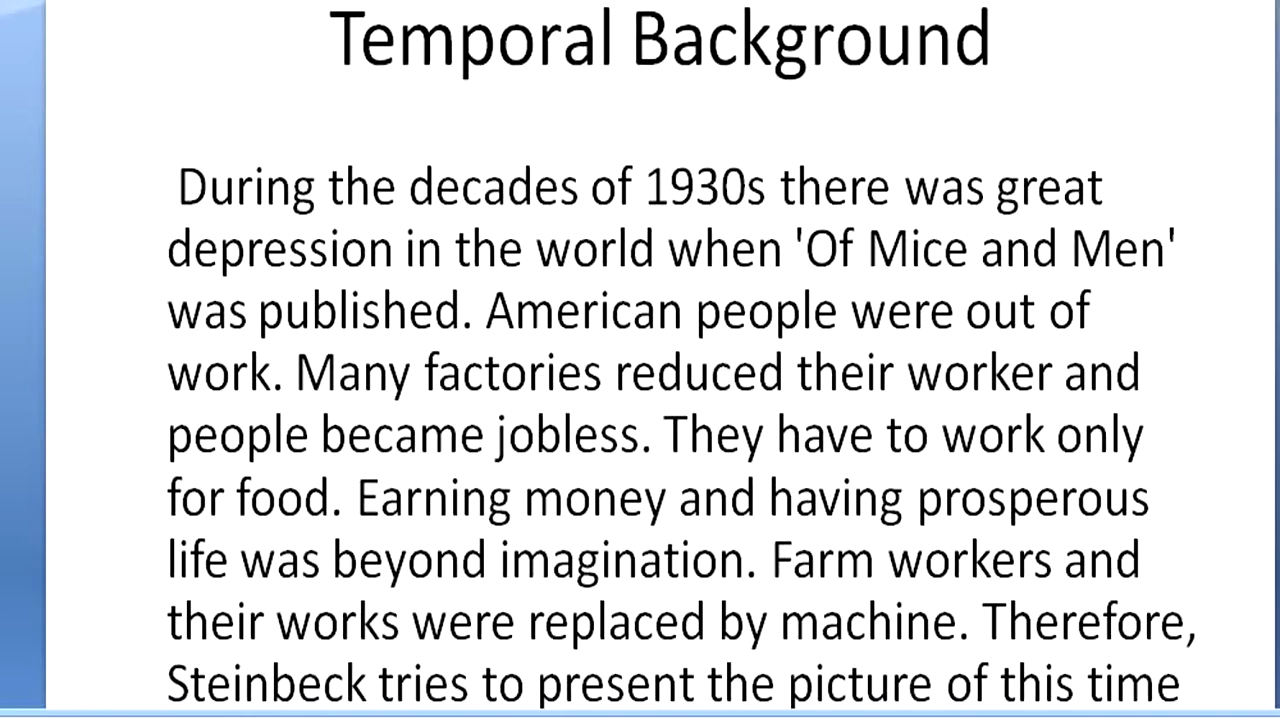 Temporal Background
During the decades of 1930s there was great
depression in the world when 'Of Mice and Men'
was published. American people were out of
work. Many factories reduced their worker and
people became jobless. They have to work only
for food. Earning money and having prosperous
life was beyond imagination. Farm workers and
their works were replaced by machine. Therefore,
Steinbeck tries to present the picture of this time